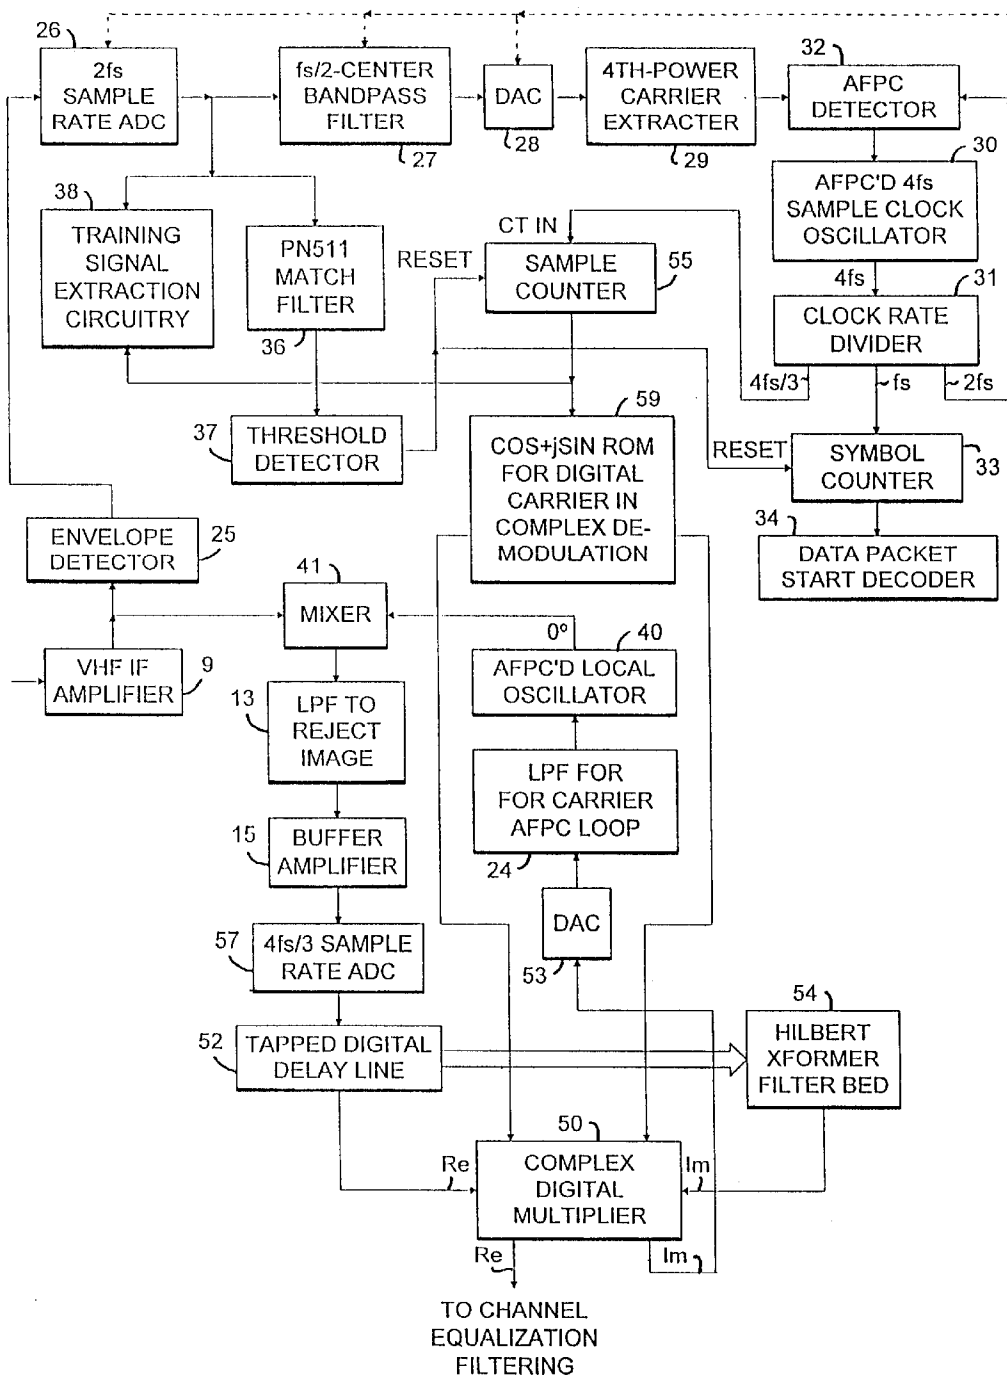 26
2fs
SAMPLE
RATE ADC
fs/2-CENTER
BANDPASS
FILTER
27
DAC
28
4TH-POWER
CARRIER
EXTRACTER
29
32
AFPC
DETECTOR
30
AFPC'D 4fs
SAMPLE CLOCK
OSCILLATOR
4fs
31
CLOCK RATE
DIVIDER
4fs/3
fs
2fs
38
TRAINING
SIGNAL
EXTRACTION
CIRCUITRY
PN511
MATCH
FILTER
36
RESET
CT IN
SAMPLE
COUNTER
55
37
THRESHOLD
DETECTOR
59
COS+jSIN ROM
FOR DIGITAL
CARRIER IN
COMPLEX DE-
MODULATION
RESET
SYMBOL
COUNTER
33
34
DATA PACKET
START DECODER
ENVELOPE
DETECTOR
25
41
MIXER
0º
40
AFPC'D LOCAL
OSCILLATOR
VHF IF
AMPLIFIER
9
13
LPF TO
REJECT
IMAGE
LPF FOR
FOR CARRIER
AFPC LOOP
24
15
BUFFER
AMPLIFIER
DAC
53
57
4fs/3 SAMPLE
RATE ADC
52
TAPPED DIGITAL
DELAY LINE
54
HILBERT
XFORMER
FILTER BED
50
COMPLEX
DIGITAL
MULTIPLIER
Re
Im
Re
Im
TO CHANNEL
EQUALIZATION
FILTERING